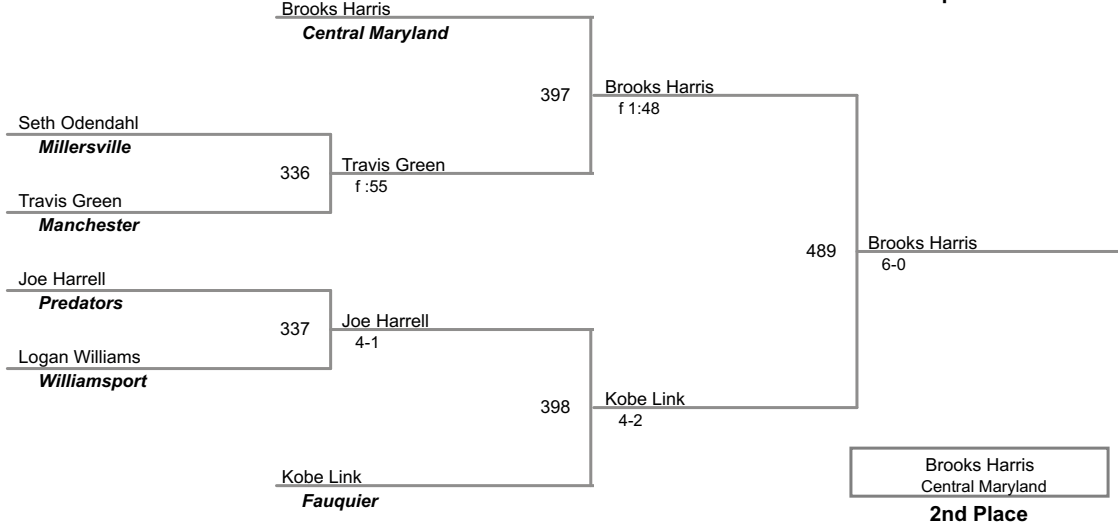 Brooks Harris
Central Maryland
397
Brooks Harris
f 1:48
Seth Odendahl
Millersville
336
Travis Green
f :55
Travis Green
Manchester
489
Brooks Harris
6-0
Joe Harrell
Predators
337
Joe Harrell
4-1
Logan Williams
Williamsport
398
Kobe Link
4-2
Kobe Link
Fauquier
Brooks Harris
Central Maryland
2nd Place